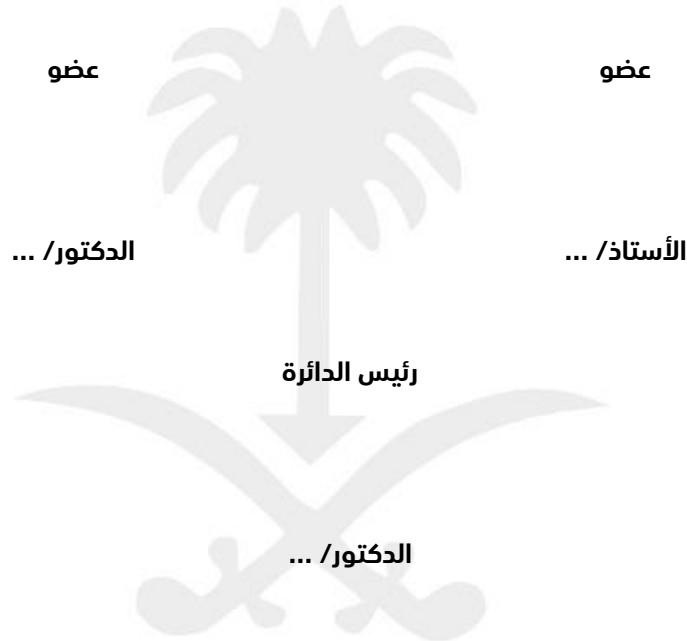 عضو عضو
الأستاذ/ ... الدكتور/ ...
رئيس الدائرة
الدكتور/ ...